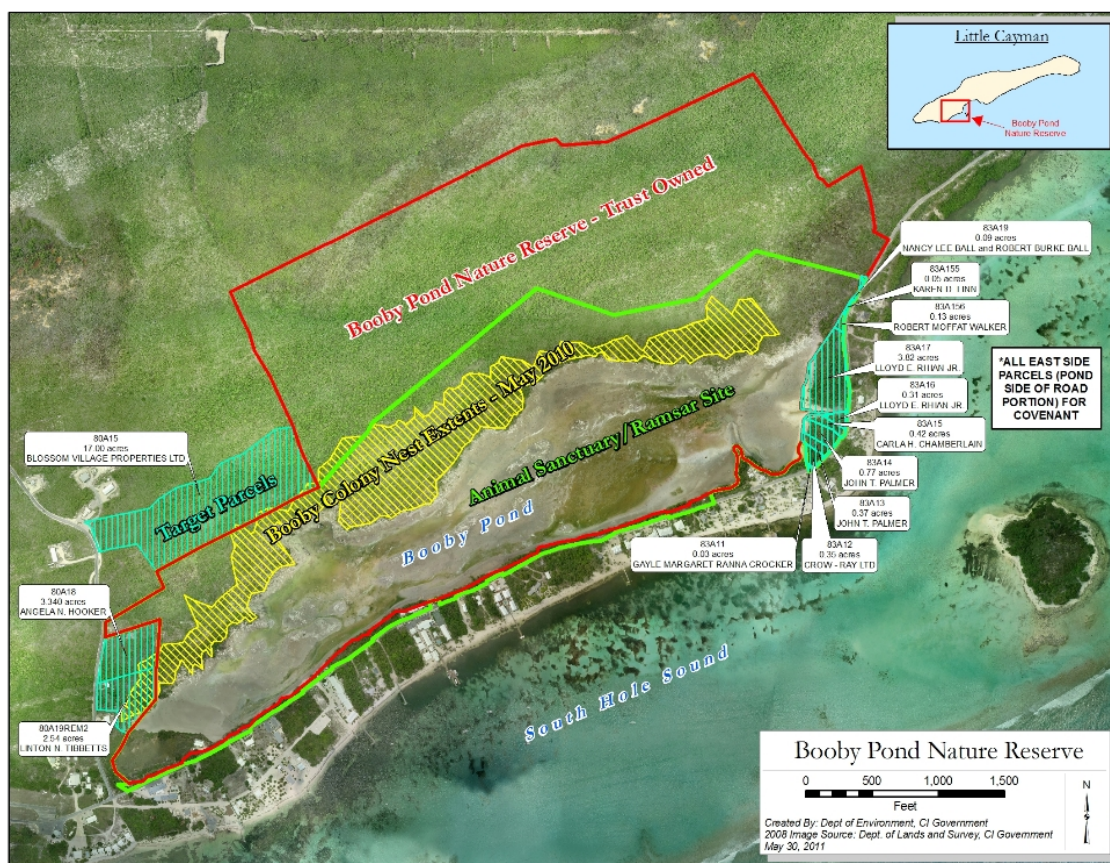 Little Cayman
Booby Pond
Nature Reserve
Booby Pond Nature Reserve - Trust Owned
83A19
0.09 acres
NANCY LEE BALL and ROBERT BURKE BALL
83A155
0.05 acres
KAREN D. LINN
83A156
0.13 acres
ROBERT MOFFAT WALKER
83A17
3.82 acres
LLOYD E. RHIAN JR.
83A16
0.31 acres
LLOYD E. RHIAN JR
83A15
0.42 acres
CARLA H. CHAMBERLAIN
83A14
0.77 acres
JOHN T. PALMER
83A13
0.37 acres
JOHN T. PALMER
83A12
0.35 acres
CROW - RAY LTD
83A11
0.03 acres
GAYLE MARGARET RANNA CROCKER
*ALL EAST SIDE
PARCELS (POND
SIDE OF ROAD
PORTION) FOR
COVENANT
Booby Colony Nest Extents - May 2010
Animal Sanctuary/Ramsar Site
80A15
17.00 acres
BLOSSOM VILLAGE PROPERTIES LTD
Target Parcels
Booby Pond
80A18
3.340 acres
ANGELA N. HOOKER
80A19REM2
2.54 acres
LINTON N. TIBBETTS
South Hole Sound
Booby Pond Nature Reserve
0 500 1,000 1,500
Feet
N
Created By: Dept of Environment, CI Government
2008 Image Source: Dept. of Lands and Survey, CI Government
May 30, 2011